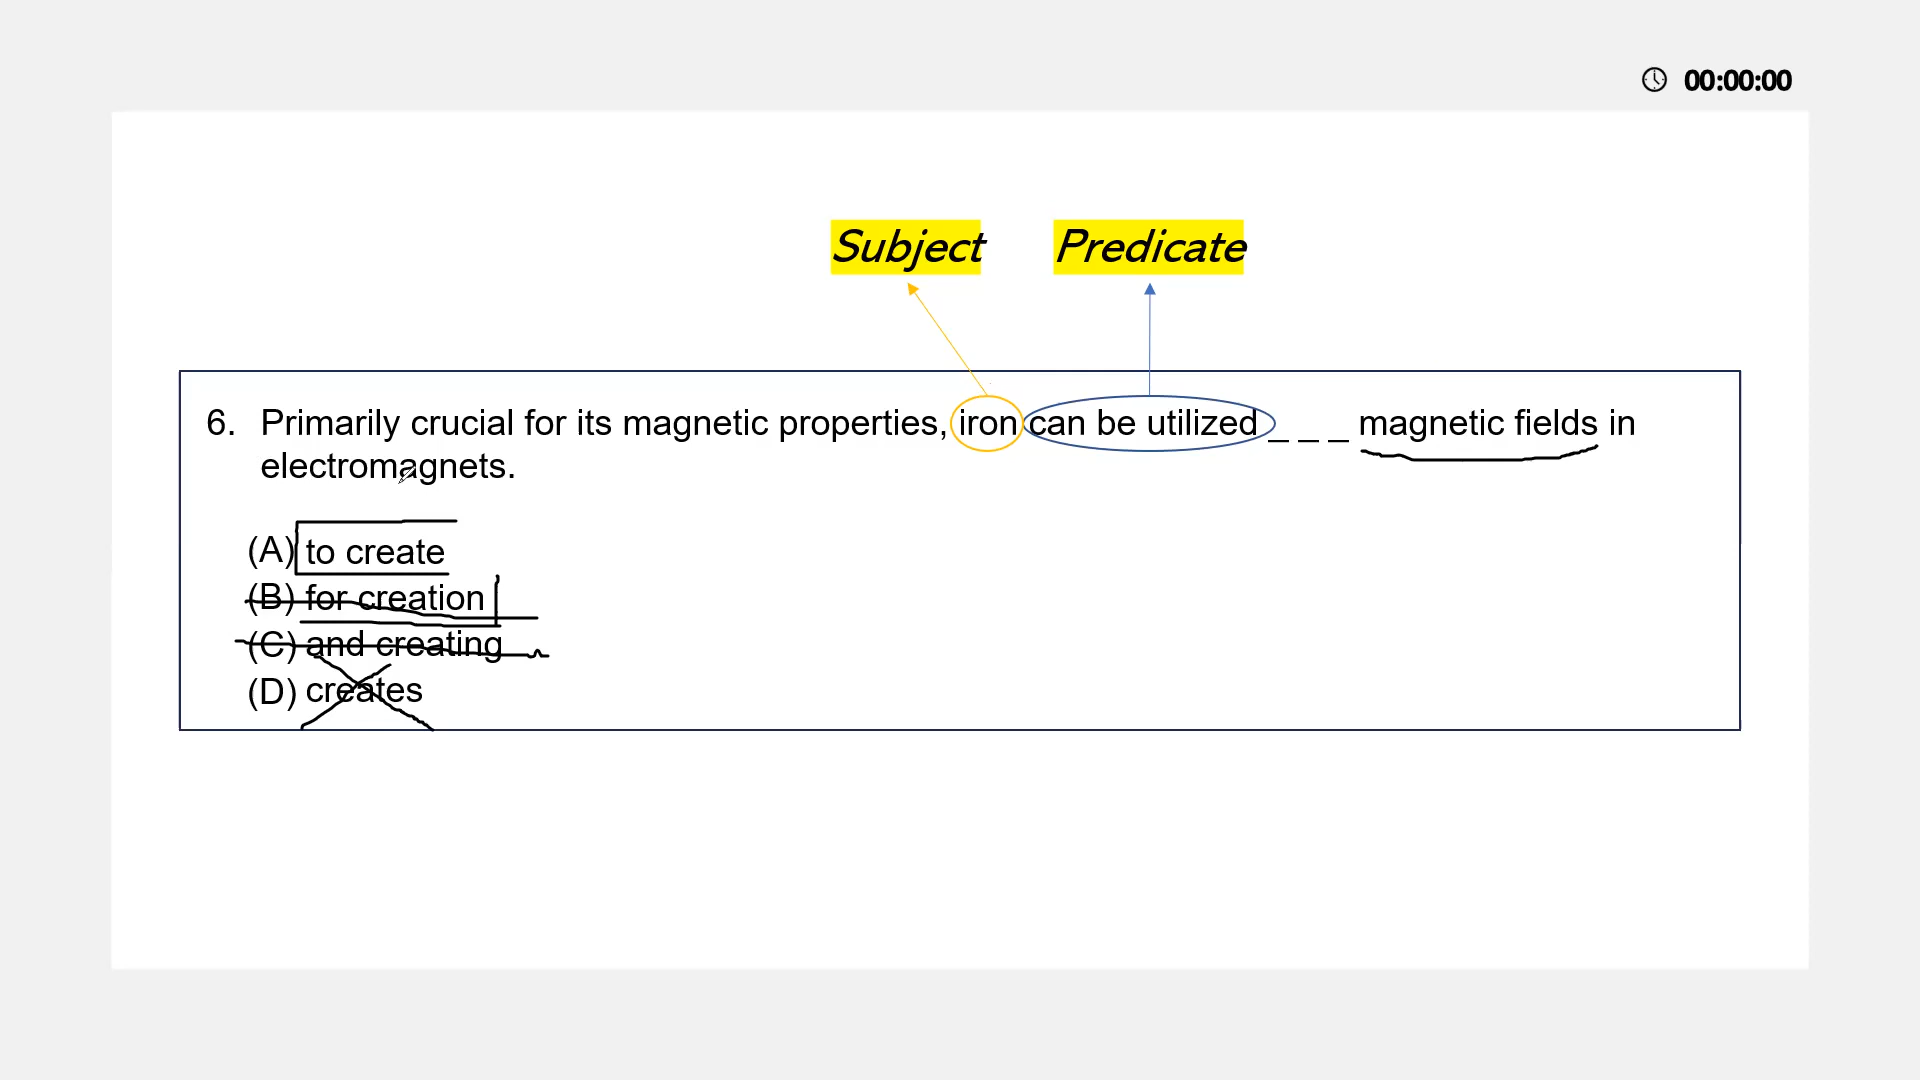 00:00:00
Subject Predicate
6. Primarily crucial for its magnetic properties, iron can be utilized _ _ _ magnetic fields in
electromagnets.
(A) to create
(B) for creation
(C) and creating
(D) creates